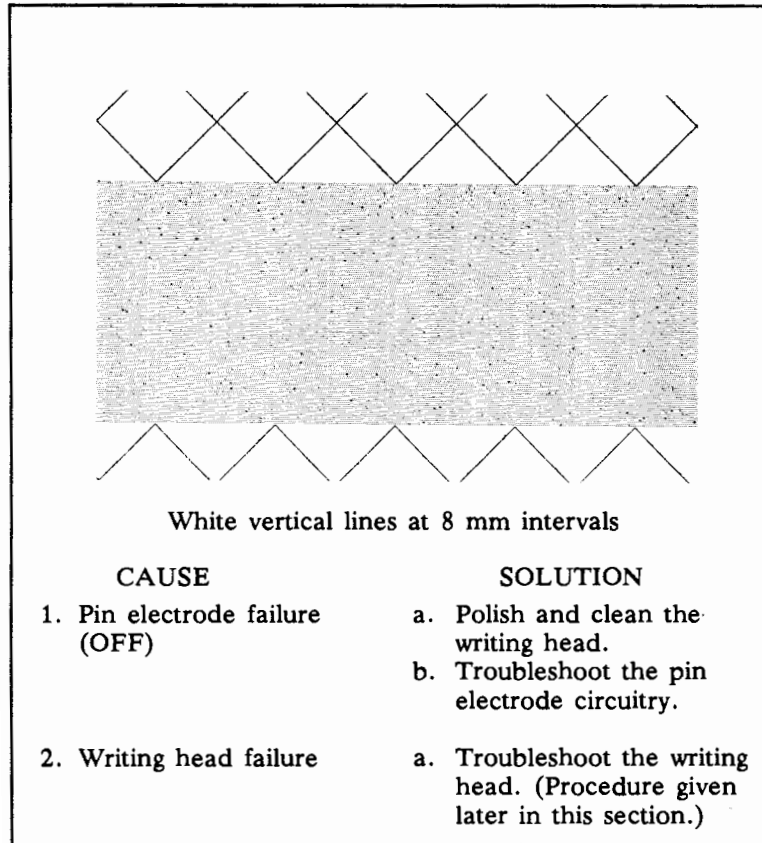 White vertical lines at 8 mm intervals
CAUSE SOLUTION
1. Pin electrode failure a. Polish and clean the
(OFF) writing head.
b. Troubleshoot the pin
electrode circuitry.
2. Writing head failure a. Troubleshoot the writing
head. (Procedure given
later in this section.)